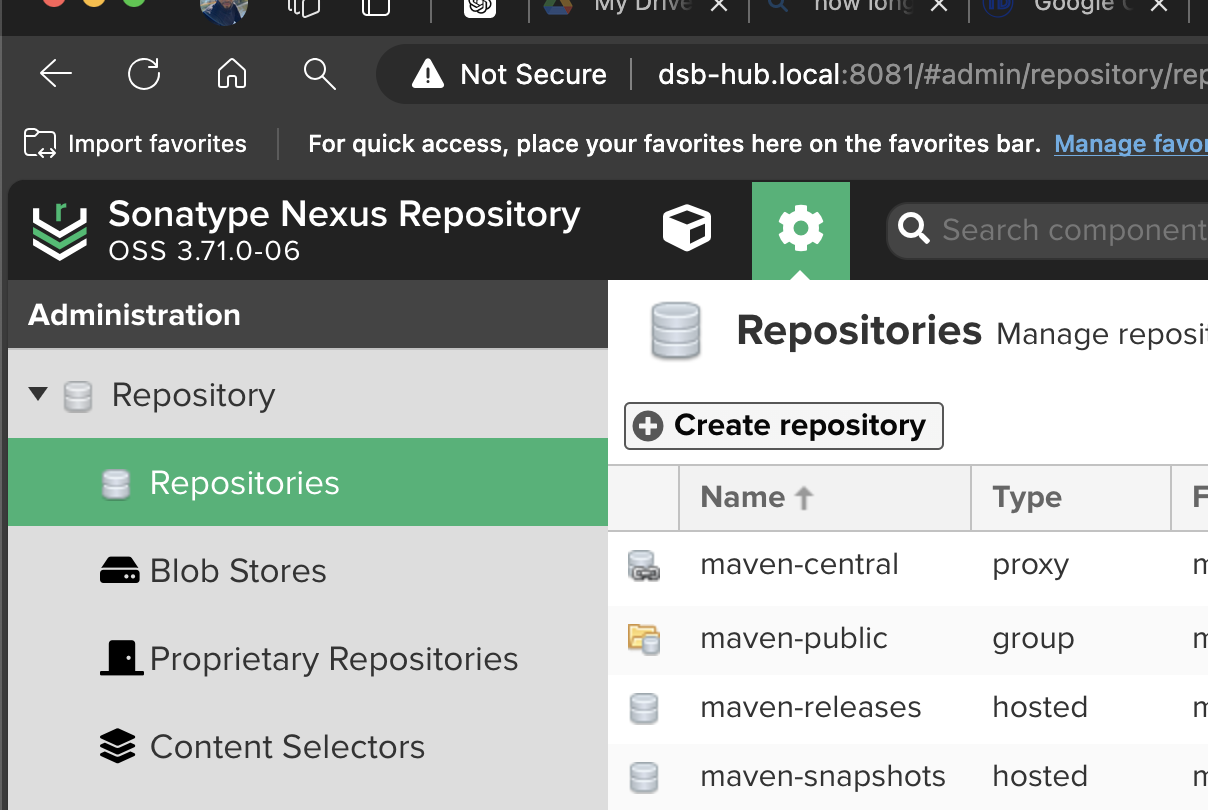 My Drive
how long
Google
Not Secure
dsb-hub.local:8081/#admin/repository/rep
Import favorites
For quick access, place your favorites here on the favorites bar. Manage favor
Sonatype Nexus Repository
OSS 3.71.0-06
Search component
Administration
Repositories Manage reposit
Repository
Create repository
Repositories
Name
Type
F
Blob Stores
maven-central
proxy
m
Proprietary Repositories
maven-public
group
m
maven-releases
hosted
m
Content Selectors
maven-snapshots
hosted
m